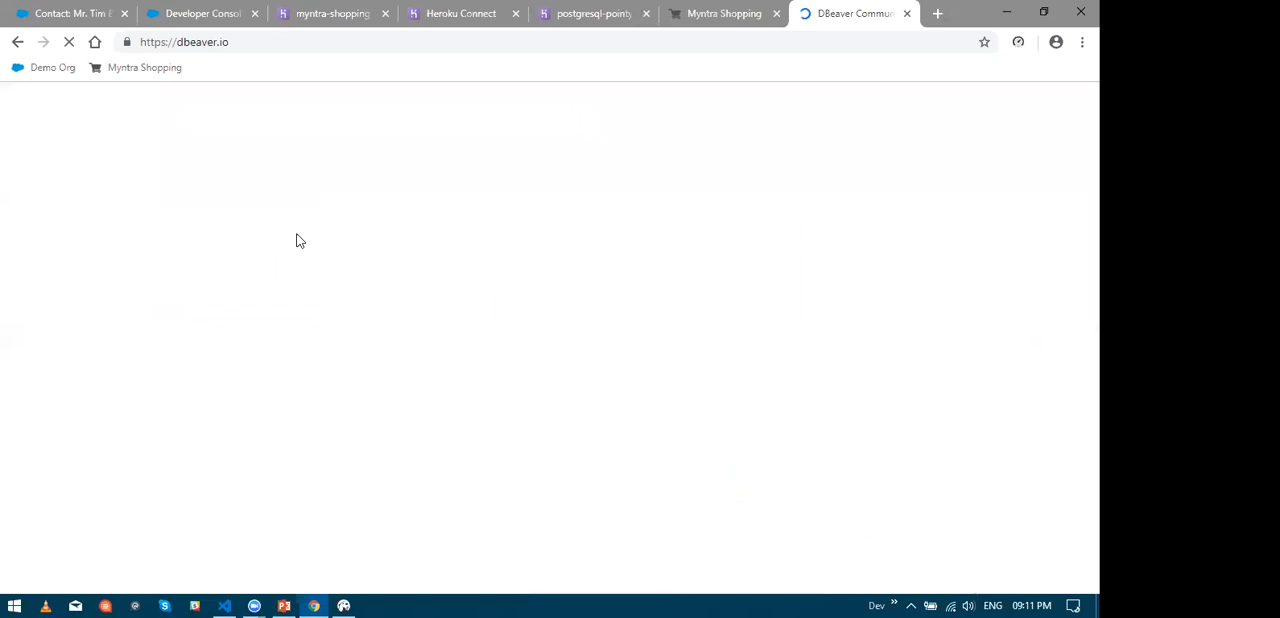 Contact: Mr. Tim
Developer Consol
myntra-shopping
Heroku Connect
postgresql-pointy
Myntra Shopping
DBeaver Commun
https://dbeaver.io
Demo Org
Myntra Shopping
Dev
ENG
09:11 PM